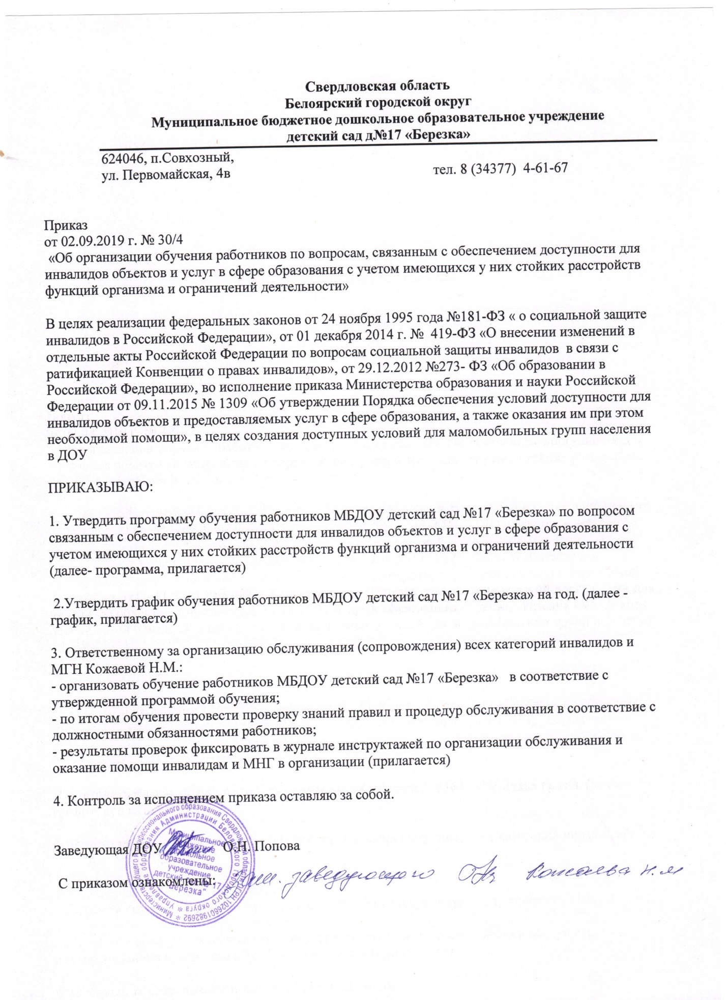 Свердловская область
Белоярский городской округ
Муниципальное бюджетное дошкольное образовательное учреждение
детский сад д№17 «Березка»
624046, п.Совхозный,
ул. Первомайская, 4в
тел. 8 (34377)  4-61-67
Приказ
от 02.09.2019 г. № 30/4
«Об организации обучения работников по вопросам, связанным с обеспечением доступности для
инвалидов объектов и услуг в сфере образования с учетом имеющихся у них стойких расстройств
функций организма и ограничений деятельности»
В целях реализации федеральных законов от 24 ноября 1995 года №181-ФЗ « о социальной защите
инвалидов в Российской Федерации», от 01 декабря 2014 г. №  419-ФЗ «О внесении изменений в
отдельные акты Российской Федерации по вопросам социальной защиты инвалидов  в связи с
ратификацией Конвенции о правах инвалидов», от 29.12.2012 №273- ФЗ «Об образовании в
Российской Федерации», во исполнение приказа Министерства образования и науки Российской
Федерации от 09.11.2015 № 1309 «Об утверждении Порядка обеспечения условий доступности для
инвалидов объектов и предоставляемых услуг в сфере образования, а также оказания им при этом
необходимой помощи», в целях создания доступных условий для маломобильных групп населения
в ДОУ
ПРИКАЗЫВАЮ:
1. Утвердить программу обучения работников МБДОУ детский сад №17 «Березка» по вопросом
связанным с обеспечением доступности для инвалидов объектов и услуг в сфере образования с
учетом имеющихся у них стойких расстройств функций организма и ограничений деятельности
(далее- программа, прилагается)
2.Утвердить график обучения работников МБДОУ детский сад №17 «Березка» на год. (далее -
график, прилагается)
3. Ответственному за организацию обслуживания (сопровождения) всех категорий инвалидов и
МГН Кожаевой Н.М.:
- организовать обучение работников МБДОУ детский сад №17 «Березка»   в соответствие с
утвержденной программой обучения;
- по итогам обучения провести проверку знаний правил и процедур обслуживания в соответствие с
должностными обязанностями работников;
- результаты проверок фиксировать в журнале инструктажей по организации обслуживания и
оказание помощи инвалидам и МНГ в организации (прилагается)
4. Контроль за исполнением приказа оставляю за собой.
Заведующая ДОУ О.Н. Попова
С приказом ознакомлены: Зам. заведующего Кожаева Н.М
Министерство общего и профессионального образования Свердловской области ОГРН 1026601982692
Управление образования Администрации Белоярского городского округа
Муниципальное
бюджетное
дошкольное
образовательное
учреждение
детский сад № 17
"Березка"